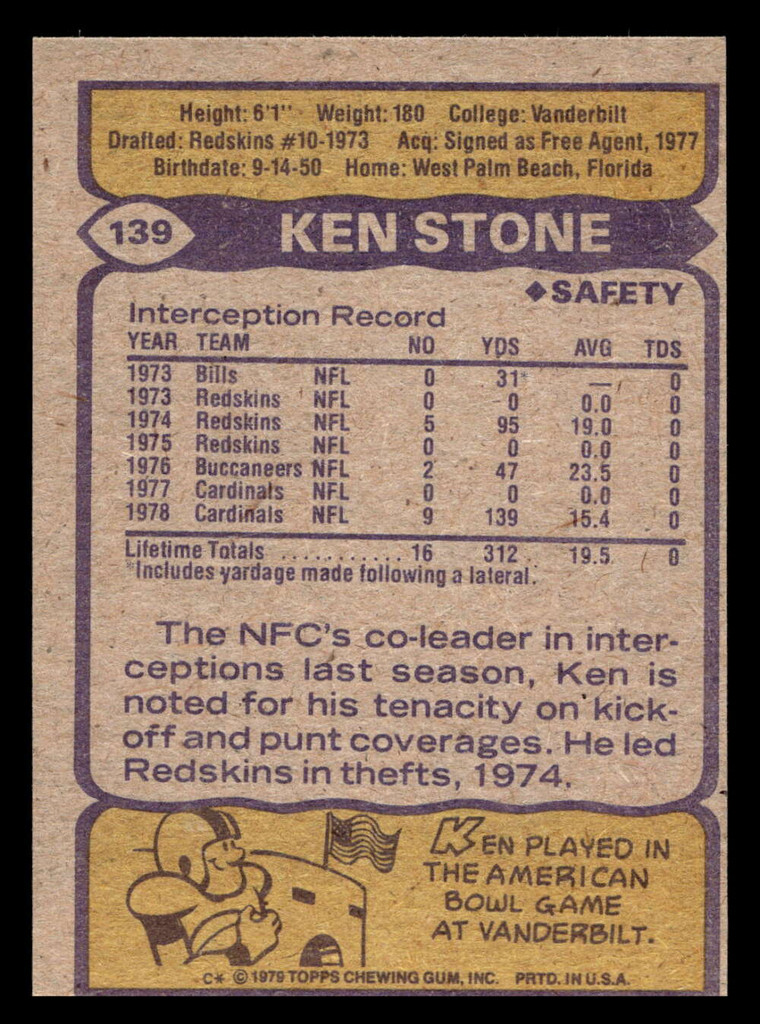 Height: 6'1" Weight: 180 College: Vanderbilt
Drafted: Redskins #10-1973 Acq: Signed as Free Agent, 1977
Birthdate: 9-14-50 Home: West Palm Beach, Florida
139 KEN STONE
◆SAFETY
Interception Record
YEAR TEAM NO YDS AVG TDS
1973 Bills NFL 0 31* — 0
1973 Redskins NFL 0 0 0.0 0
1974 Redskins NFL 5 95 19.0 0
1975 Redskins NFL 0 0 0.0 0
1976 Buccaneers NFL 2 47 23.5 0
1977 Cardinals NFL 0 0 0.0 0
1978 Cardinals NFL 9 139 15.4 0
Lifetime Totals ........... 16 312 19.5 0
*Includes yardage made following a lateral.
The NFC's co-leader in inter-
ceptions last season, Ken is
noted for his tenacity on kick-
off and punt coverages. He led
Redskins in thefts, 1974.
KEN PLAYED IN
THE AMERICAN
BOWL GAME
AT VANDERBILT.
C* © 1979 TOPPS CHEWING GUM, INC. PRTD. IN U.S.A.